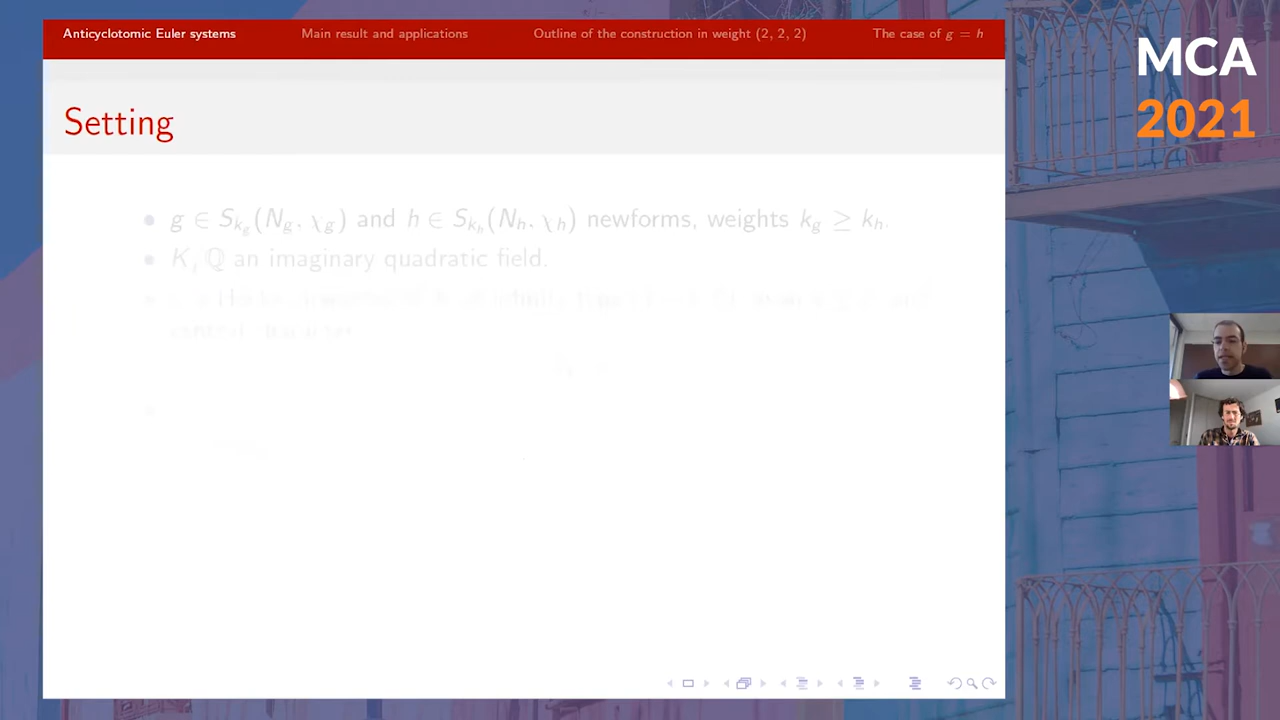 Anticyclotomic Euler systems
Main result and applications
Outline of the construction in weight (2, 2, 2)
The case of g = h
MCA
2021
Setting
• g ∈ S_{k_g}(N_g, χ_g) and h ∈ S_{k_h}(N_h, χ_h) newforms, weights k_g ≥ k_h.
• K/ℚ an imaginary quadratic field.